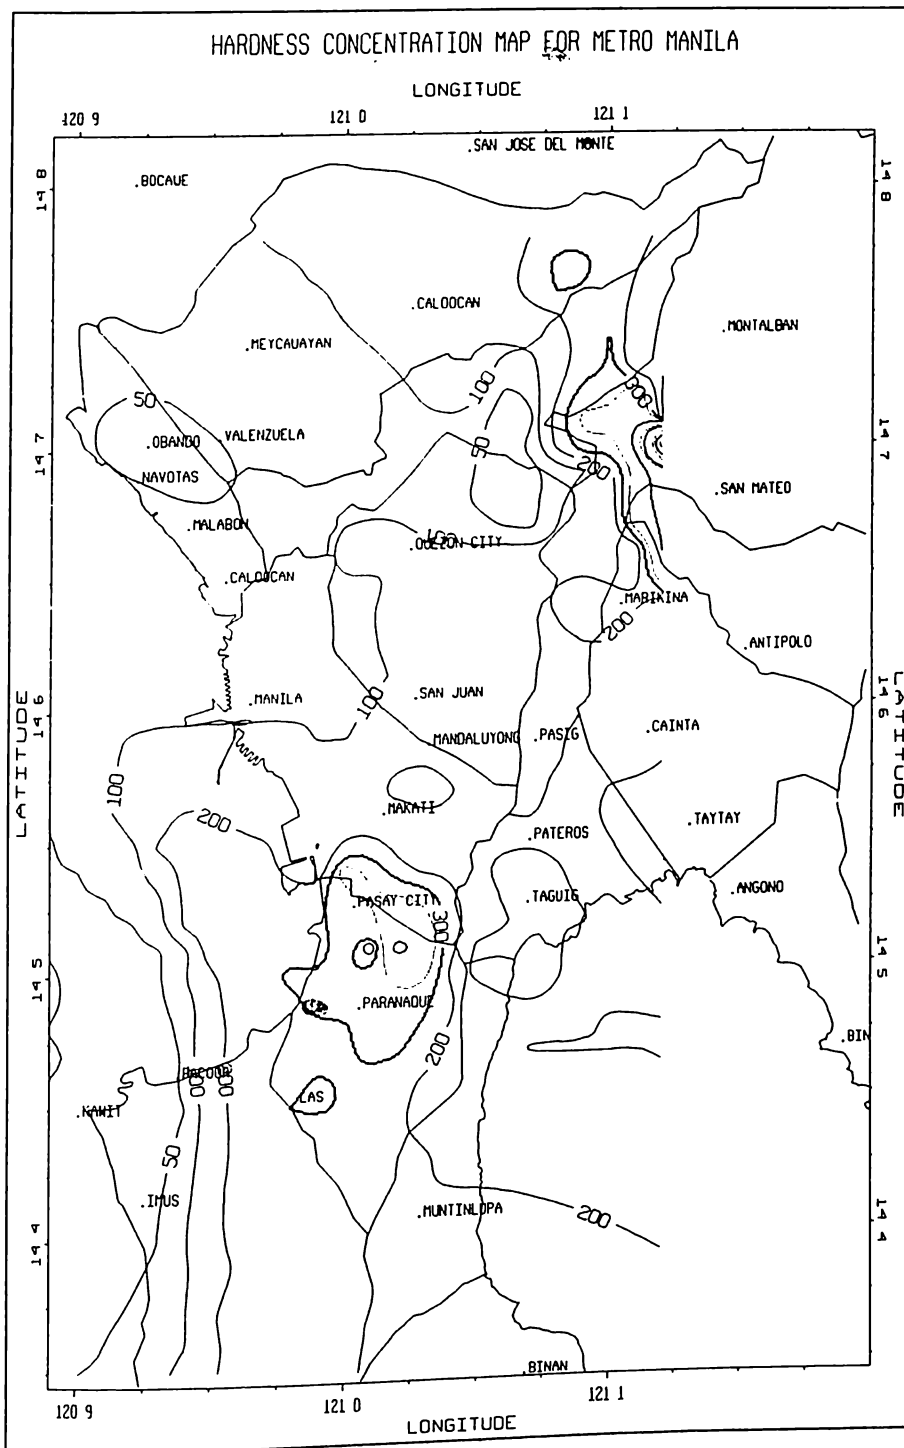 HARDNESS CONCENTRATION MAP FOR METRO MANILA
LONGITUDE
120 9
121 0
121 1
SAN JOSE DEL MONTE
14 8
BOCAUE
14 8
CALOOCAN
MONTALBAN
MEYCAUAYAN
100
300
50
OBANDO
VALENZUELA
14 7
50
14 7
200
NAVOTAS
SAN MATEO
MALABON
QUEZON CITY
CALOOCAN
MARIKINA
200
ANTIPOLO
MANILA
100
SAN JUAN
14 6
14 6
LATITUDE
LATITUDE
MANDALUYONG
PASIG
CAINTA
100
MAKATI
200
PATEROS
TAYTAY
PASAY CITY
TAGUIG
ANGONO
300
14 5
14 5
PARANAQUE
200
BIN
BACOOR
KAWIT
LAS
50
IMUS
MUNTINLUPA
200
14 4
14 4
BINAN
120 9
121 0
121 1
LONGITUDE